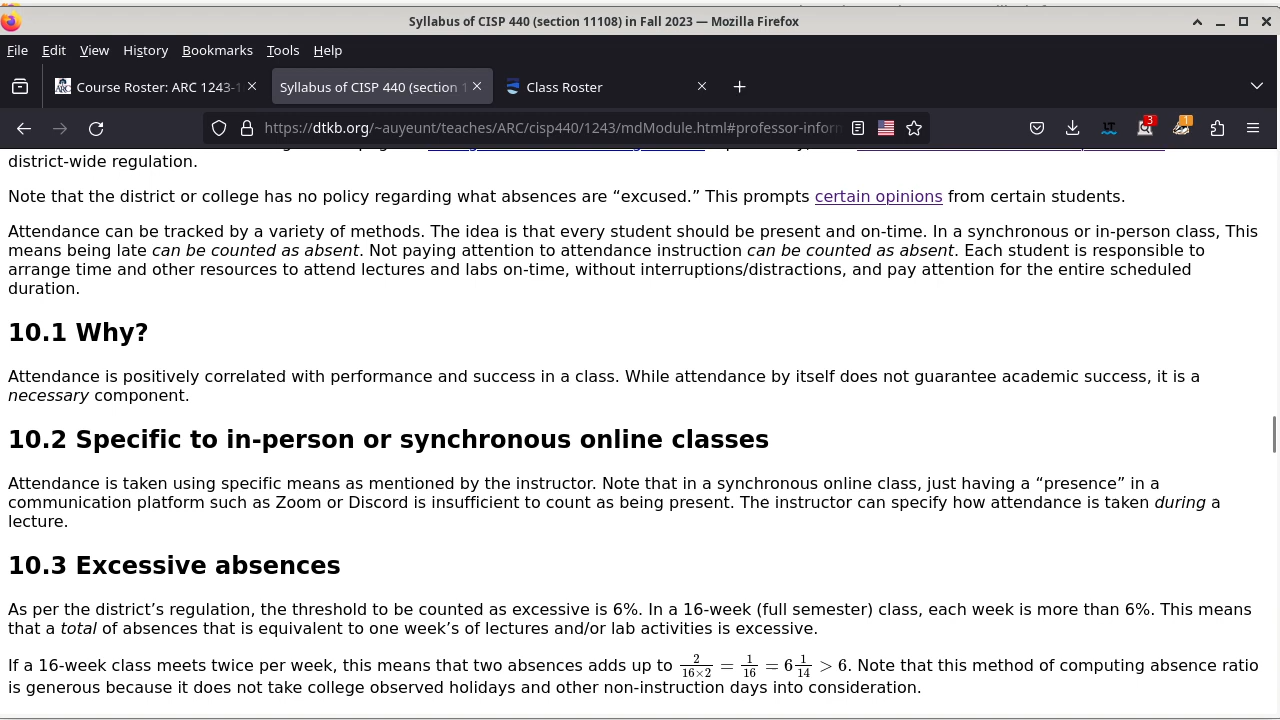 Syllabus of CISP 440 (section 11108) in Fall 2023 — Mozilla Firefox
File Edit View History Bookmarks Tools Help
Course Roster: ARC 1243-1
Syllabus of CISP 440 (section 1
Class Roster
https://dtkb.org/~auyeunt/teaches/ARC/cisp440/1243/mdModule.html#professor-inform
3
1
district-wide regulation.
Note that the district or college has no policy regarding what absences are “excused.” This prompts certain opinions from certain students.
Attendance can be tracked by a variety of methods. The idea is that every student should be present and on-time. In a synchronous or in-person class, This
means being late can be counted as absent. Not paying attention to attendance instruction can be counted as absent. Each student is responsible to
arrange time and other resources to attend lectures and labs on-time, without interruptions/distractions, and pay attention for the entire scheduled
duration.
10.1 Why?
Attendance is positively correlated with performance and success in a class. While attendance by itself does not guarantee academic success, it is a
necessary component.
10.2 Specific to in-person or synchronous online classes
Attendance is taken using specific means as mentioned by the instructor. Note that in a synchronous online class, just having a “presence” in a
communication platform such as Zoom or Discord is insufficient to count as being present. The instructor can specify how attendance is taken during a
lecture.
10.3 Excessive absences
As per the district’s regulation, the threshold to be counted as excessive is 6%. In a 16-week (full semester) class, each week is more than 6%. This means
that a total of absences that is equivalent to one week’s of lectures and/or lab activities is excessive.
If a 16-week class meets twice per week, this means that two absences adds up to 2/(16×2) = 1/16 = 6 1/14 > 6. Note that this method of computing absence ratio
is generous because it does not take college observed holidays and other non-instruction days into consideration.